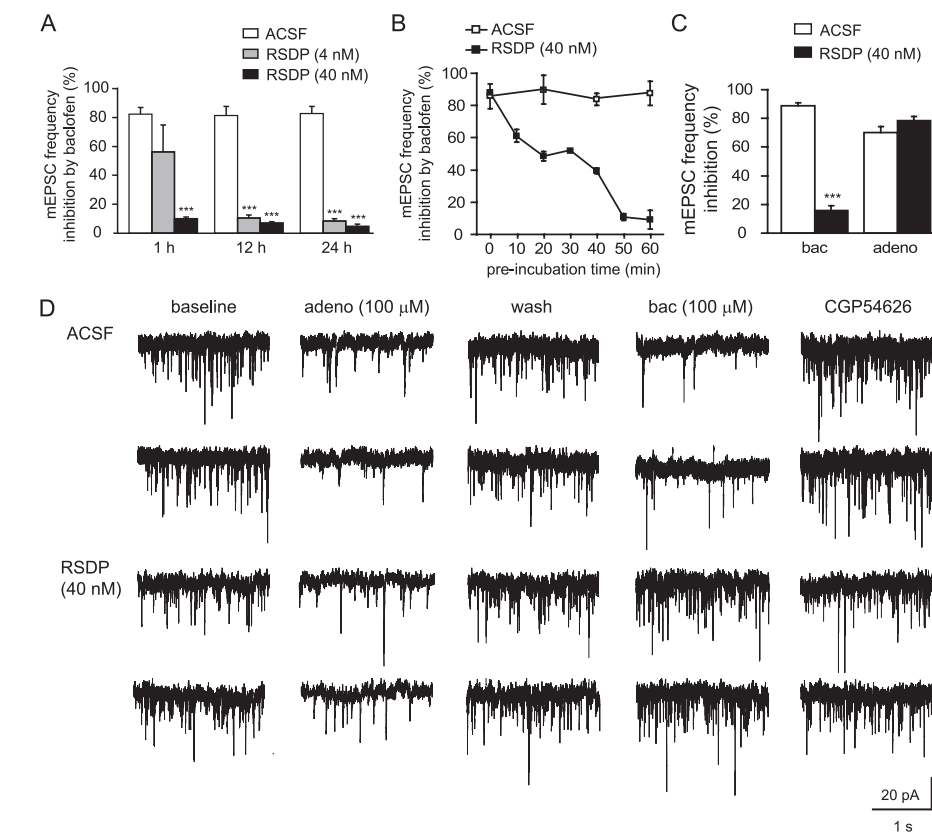 A
ACSF
RSDP (4 nM)
RSDP (40 nM)
mEPSC frequency
inhibition by baclofen (%)
100
80
60
40
20
0
***
***
***
***
***
1 h
12 h
24 h
B
ACSF
RSDP (40 nM)
mEPSC frequency
inhibition by baclofen (%)
100
80
60
40
20
0
0 10 20 30 40 50 60
pre-incubation time (min)
C
ACSF
RSDP (40 nM)
mEPSC frequency
inhibition (%)
100
80
60
40
20
0
***
bac
adeno
D
baseline
adeno (100 µM)
wash
bac (100 µM)
CGP54626
ACSF
RSDP
(40 nM)
20 pA
1 s